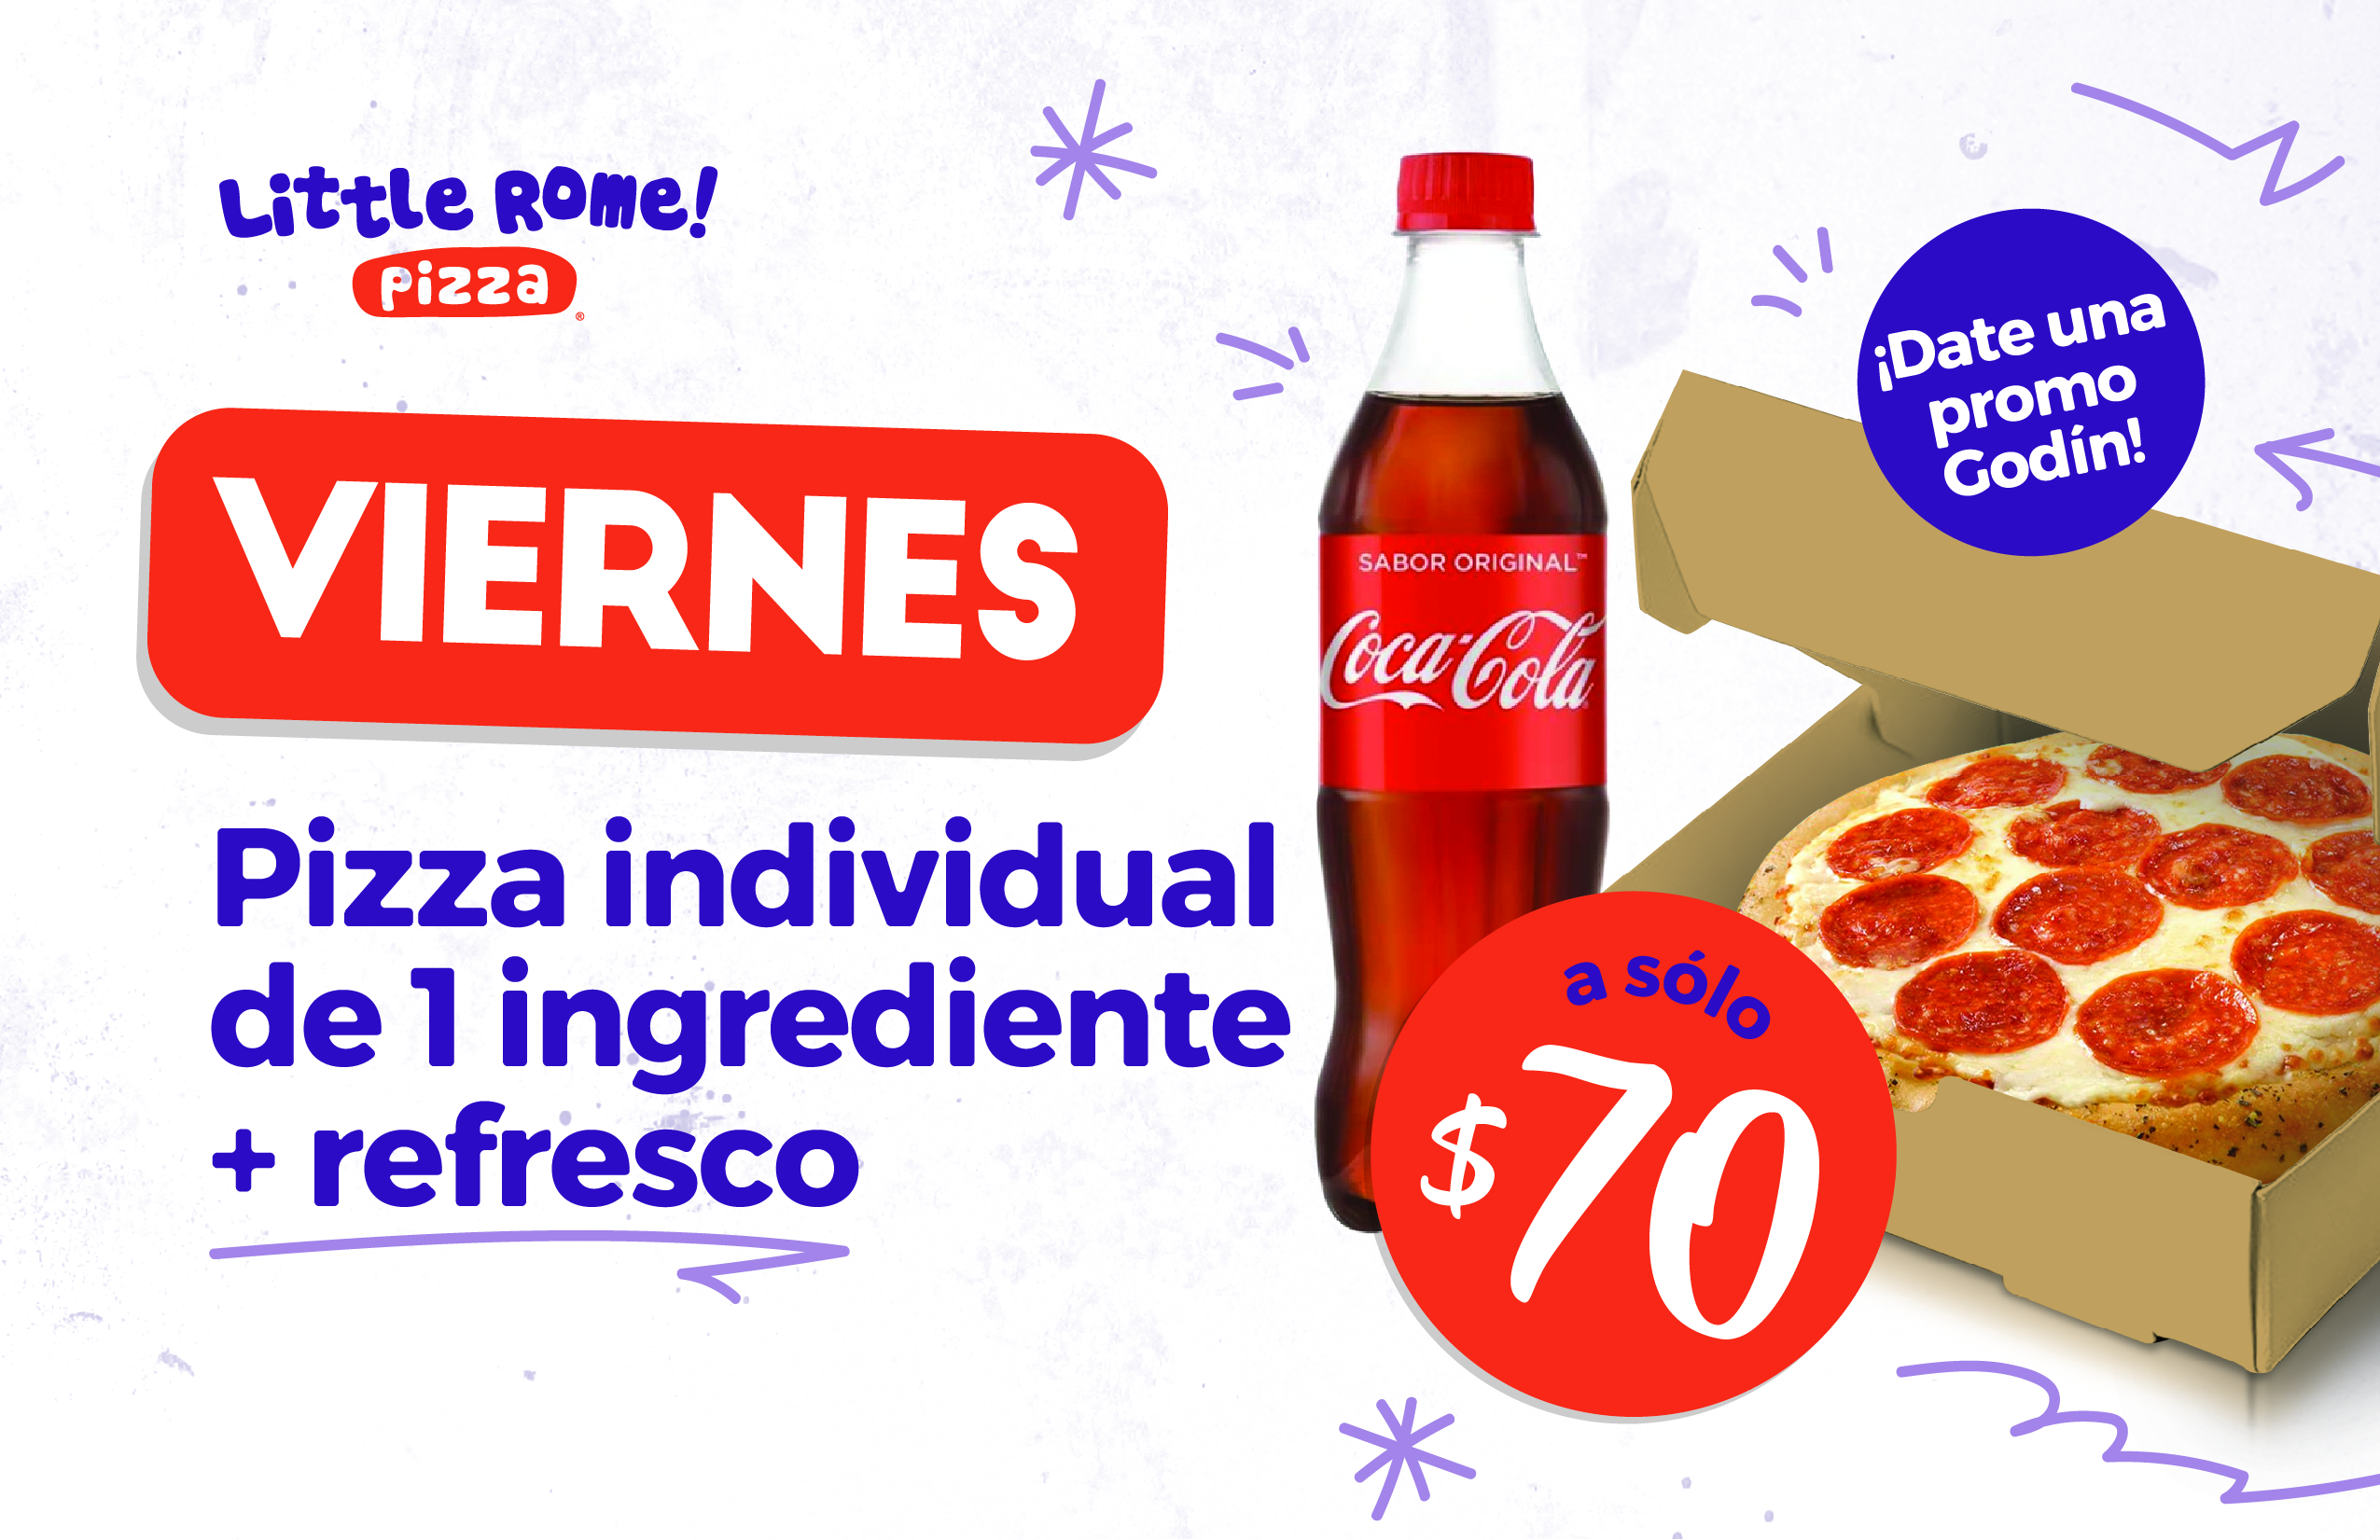 Little Rome!
pizza
®
VIERNES
Pizza individual
de 1 ingrediente
+ refresco
SABOR ORIGINAL™
Coca-Cola
¡Date una
promo
Godín!
a sólo
$70